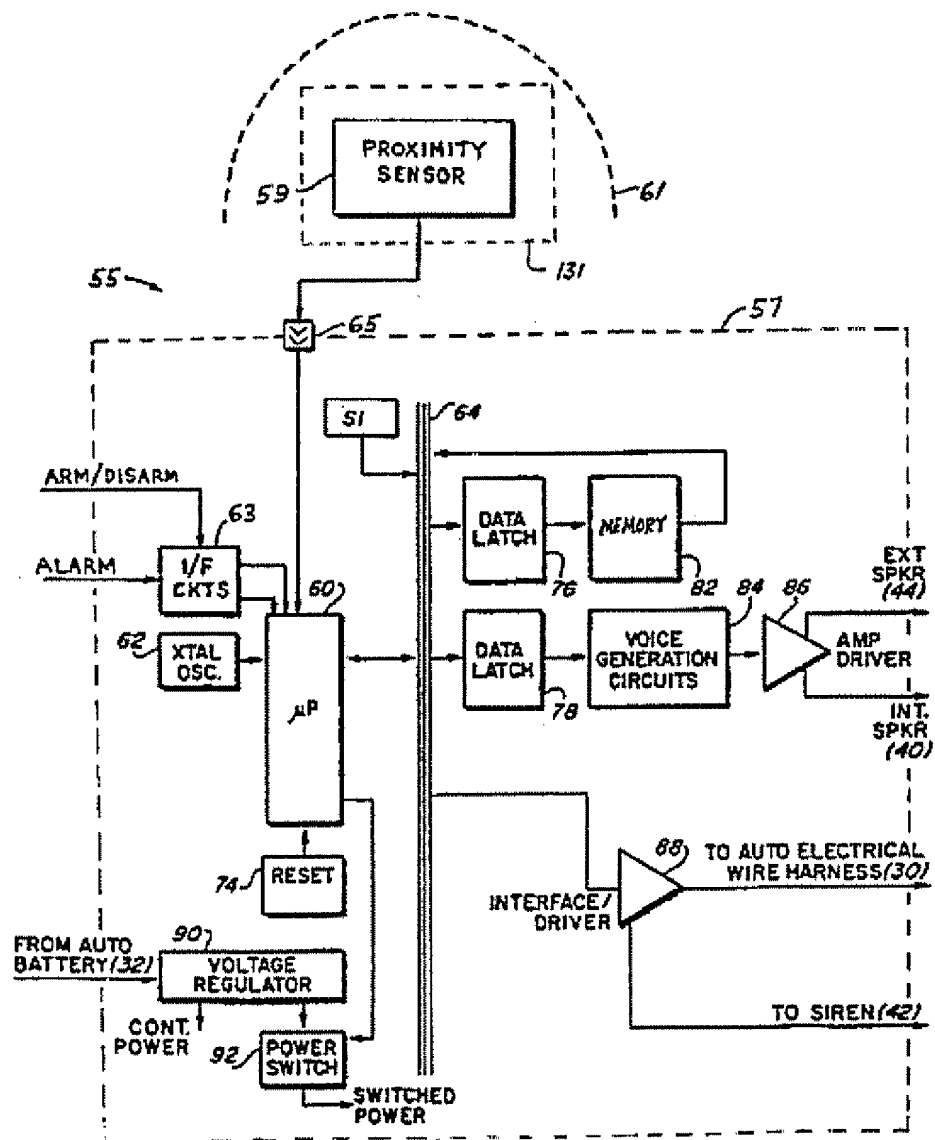 PROXIMITY
SENSOR
59
61
131
55
57
65
S1
64
ARM/DISARM
63
ALARM
I/F
CKTS
60
DATA
LATCH
76
MEMORY
82
EXT
SPKR
(44)
62
XTAL
OSC.
μP
DATA
LATCH
78
84
VOICE
GENERATION
CIRCUITS
86
AMP
DRIVER
INT.
SPKR
(40)
74
RESET
88
INTERFACE/
DRIVER
TO AUTO ELECTRICAL
WIRE HARNESS (30)
FROM AUTO
BATTERY (32)
90
VOLTAGE
REGULATOR
TO SIREN (42)
CONT.
POWER
92
POWER
SWITCH
SWITCHED
POWER